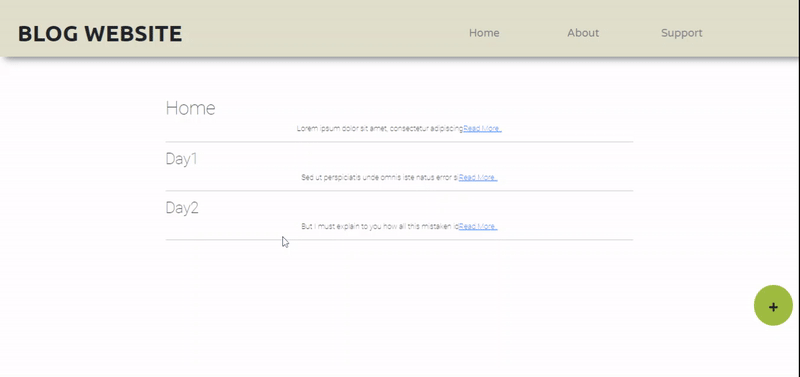 BLOG WEBSITE
Home About Support
Home
Lorem ipsum dolor sit amet, consectetur adipiscingRead More..
Day1
Sed ut perspiciatis unde omnis iste natus error sRead More..
Day2
But I must explain to you how all this mistaken idRead More..
+